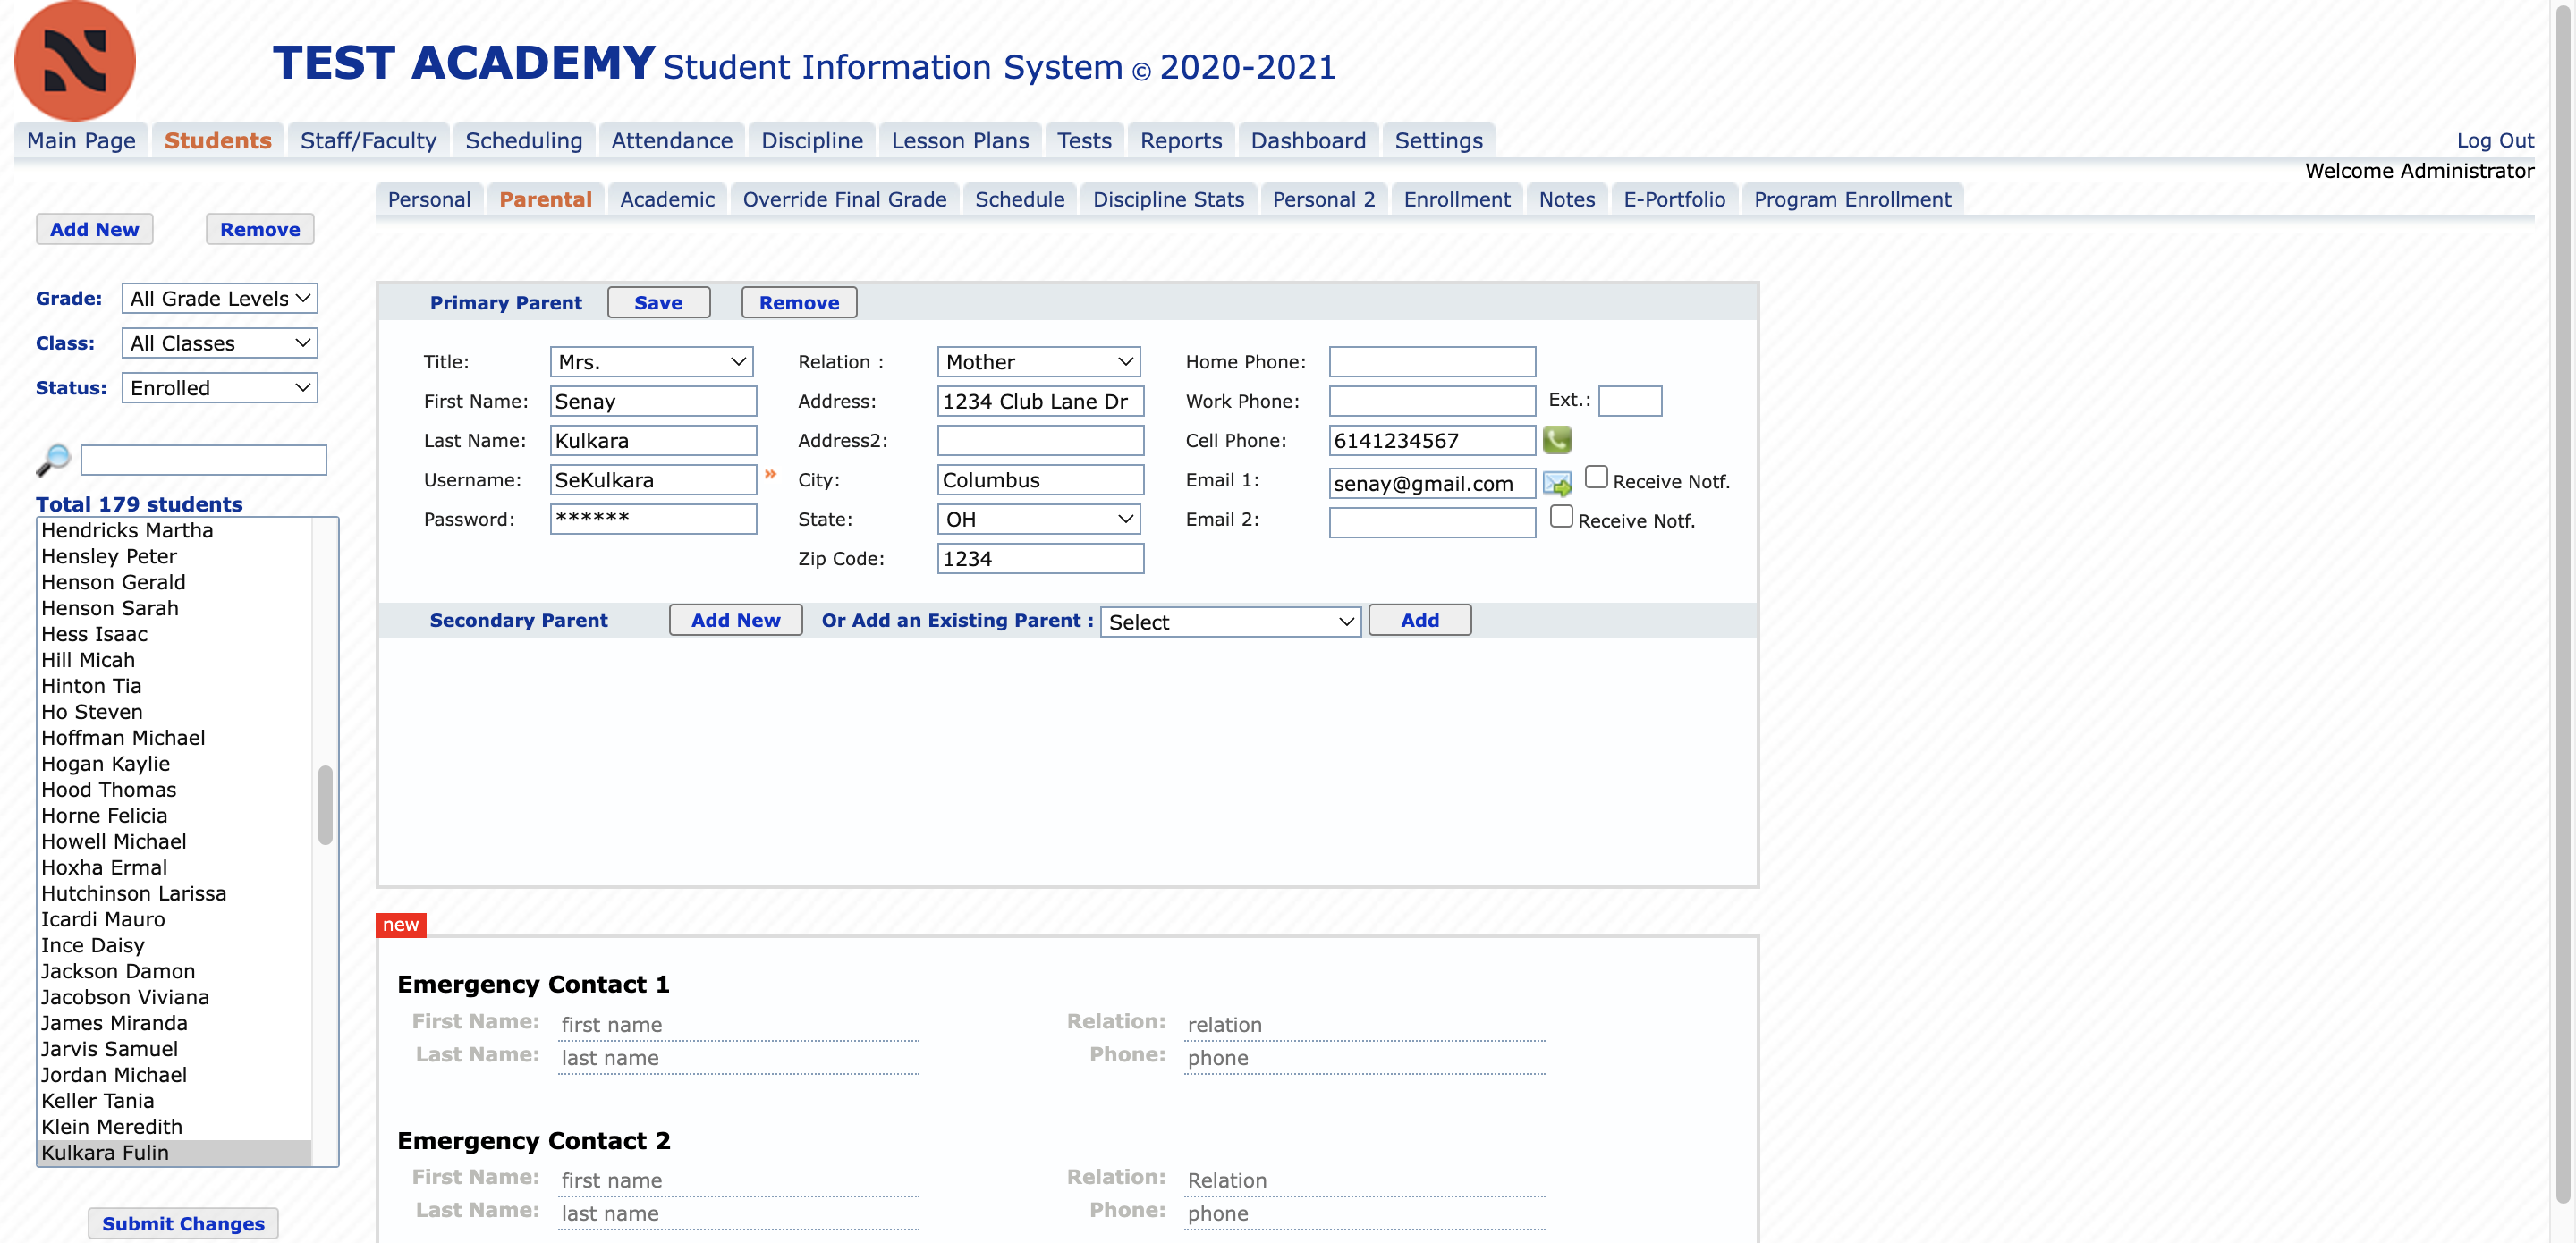 TEST ACADEMY Student Information System © 2020-2021
Main Page Students Staff/Faculty Scheduling Attendance Discipline Lesson Plans Tests Reports Dashboard Settings Log Out
Welcome Administrator
Personal Parental Academic Override Final Grade Schedule Discipline Stats Personal 2 Enrollment Notes E-Portfolio Program Enrollment
Add New Remove
Grade: All Grade Levels
Class: All Classes
Status: Enrolled
Total 179 students
Hendricks Martha
Hensley Peter
Henson Gerald
Henson Sarah
Hess Isaac
Hill Micah
Hinton Tia
Ho Steven
Hoffman Michael
Hogan Kaylie
Hood Thomas
Horne Felicia
Howell Michael
Hoxha Ermal
Hutchinson Larissa
Icardi Mauro
Ince Daisy
Jackson Damon
Jacobson Viviana
James Miranda
Jarvis Samuel
Jordan Michael
Keller Tania
Klein Meredith
Kulkara Fulin
Submit Changes
Primary Parent Save Remove
Title: Mrs. Relation : Mother Home Phone:
First Name: Senay Address: 1234 Club Lane Dr Work Phone: Ext.:
Last Name: Kulkara Address2: Cell Phone: 6141234567
Username: SeKulkara » City: Columbus Email 1: senay@gmail.com Receive Notf.
Password: ****** State: OH Email 2: Receive Notf.
Zip Code: 1234
Secondary Parent Add New Or Add an Existing Parent : Select Add
new
Emergency Contact 1
First Name: first name Relation: relation
Last Name: last name Phone: phone
Emergency Contact 2
First Name: first name Relation: Relation
Last Name: last name Phone: phone